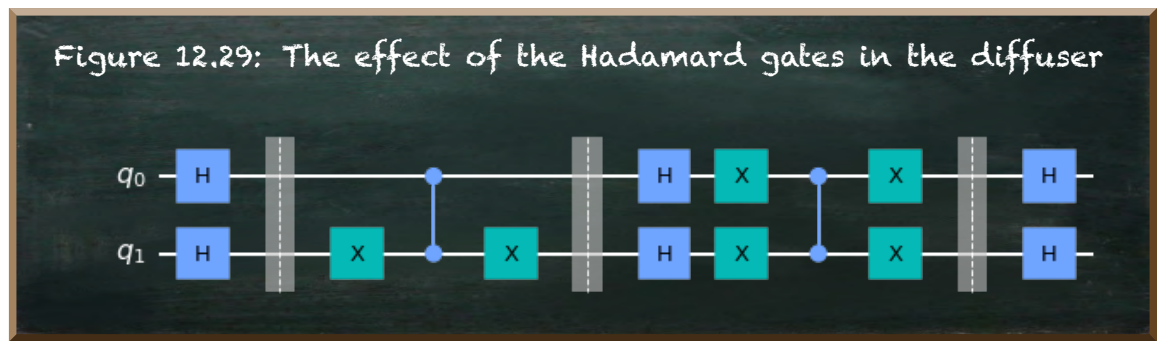 Figure 12.29: The effect of the Hadamard gates in the diffuser
q0 H H X X H
q1 H X X H X X H